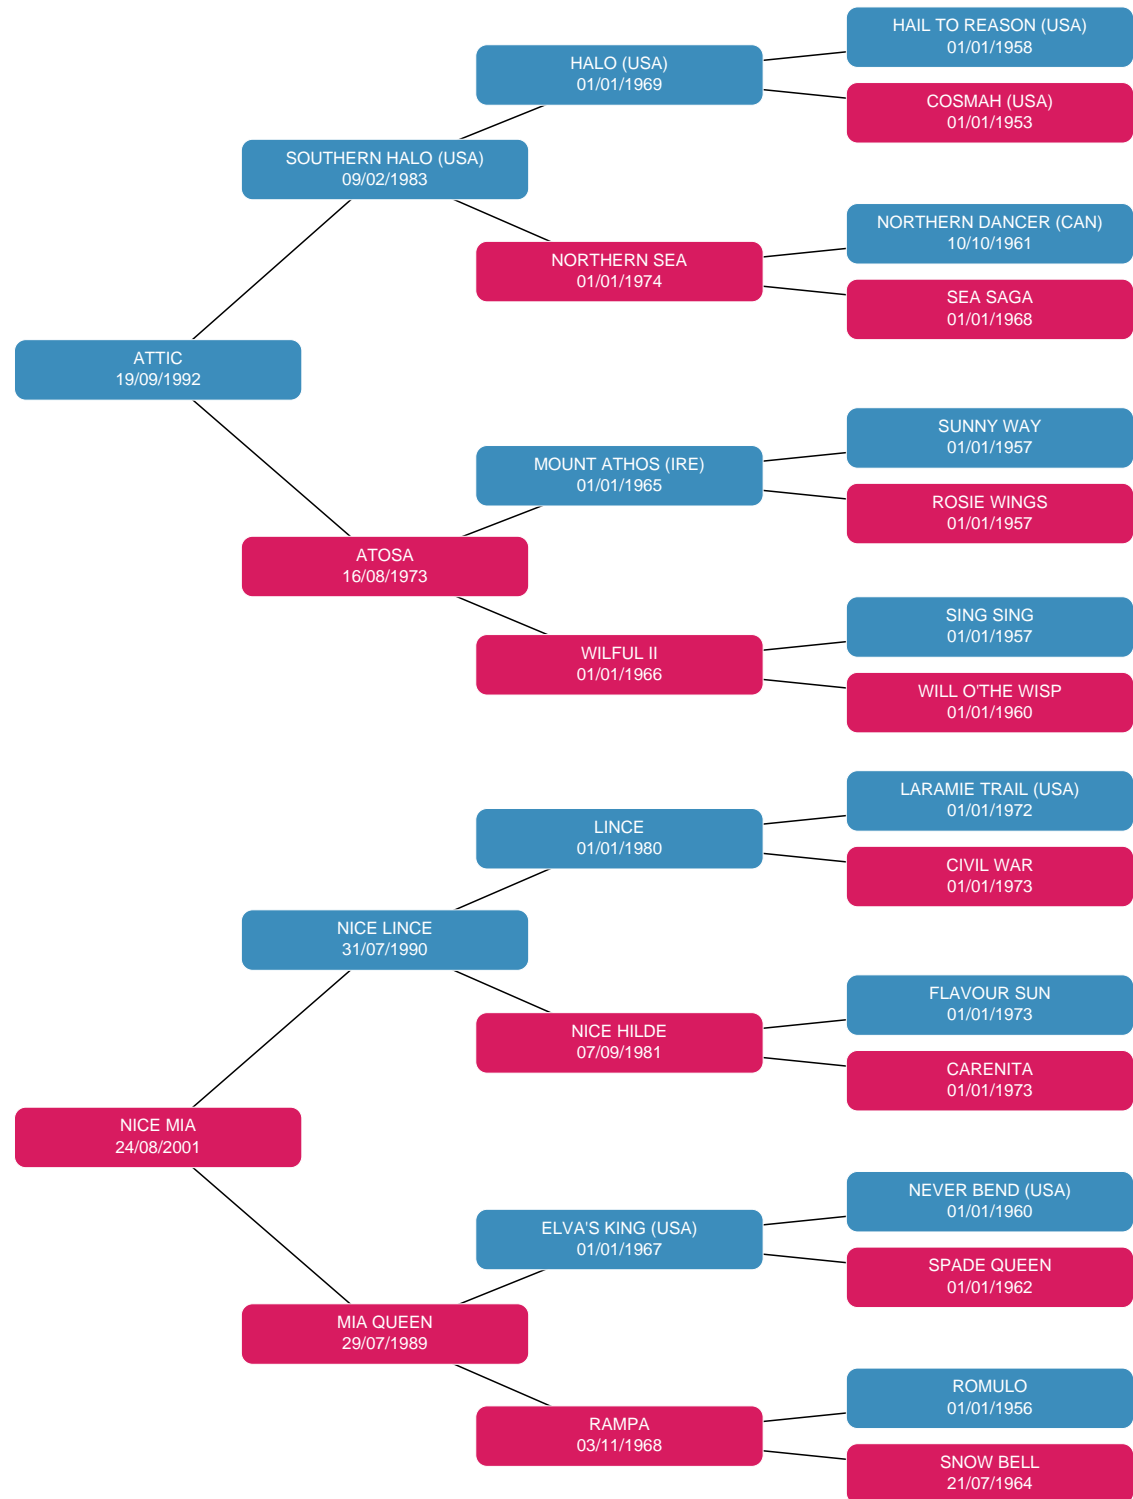 HAIL TO REASON (USA)
01/01/1958
HALO (USA)
01/01/1969
COSMAH (USA)
01/01/1953
SOUTHERN HALO (USA)
09/02/1983
NORTHERN DANCER (CAN)
10/10/1961
NORTHERN SEA
01/01/1974
SEA SAGA
01/01/1968
ATTIC
19/09/1992
SUNNY WAY
01/01/1957
MOUNT ATHOS (IRE)
01/01/1965
ROSIE WINGS
01/01/1957
ATOSA
16/08/1973
SING SING
01/01/1957
WILFUL II
01/01/1966
WILL O'THE WISP
01/01/1960
LARAMIE TRAIL (USA)
01/01/1972
LINCE
01/01/1980
CIVIL WAR
01/01/1973
NICE LINCE
31/07/1990
FLAVOUR SUN
01/01/1973
NICE HILDE
07/09/1981
CARENITA
01/01/1973
NICE MIA
24/08/2001
NEVER BEND (USA)
01/01/1960
ELVA'S KING (USA)
01/01/1967
SPADE QUEEN
01/01/1962
MIA QUEEN
29/07/1989
ROMULO
01/01/1956
RAMPA
03/11/1968
SNOW BELL
21/07/1964